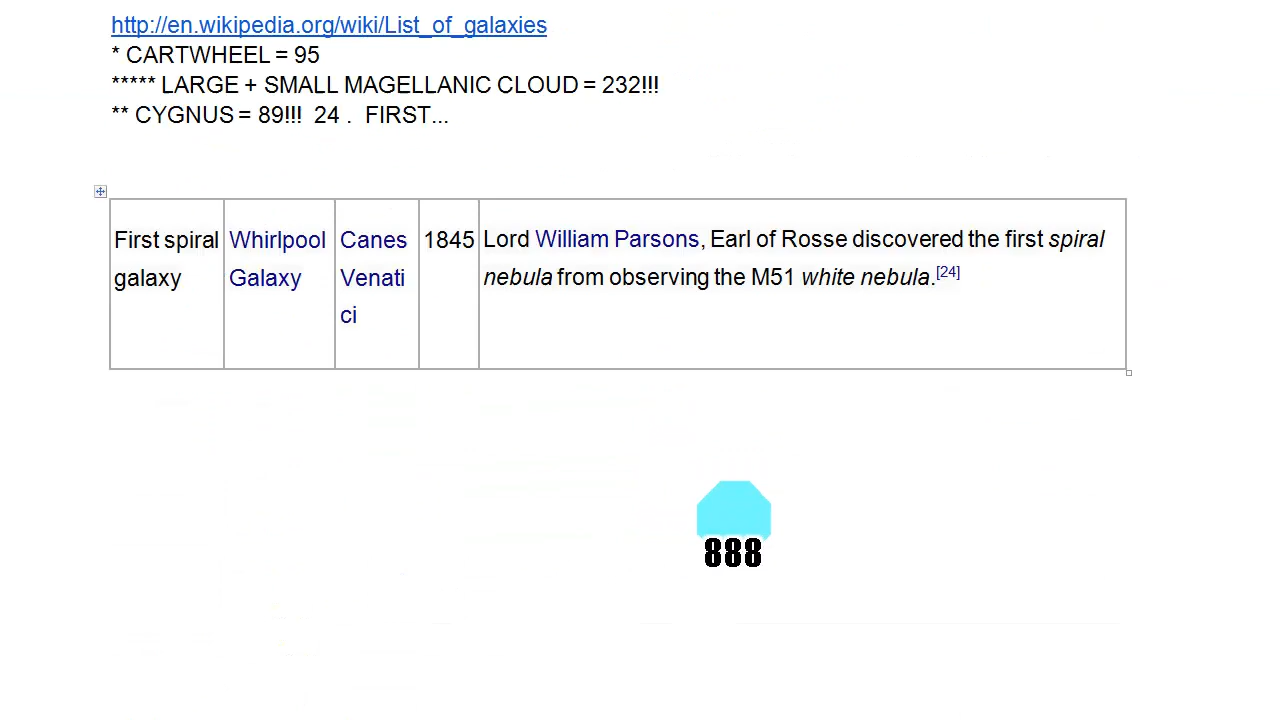 http://en.wikipedia.org/wiki/List_of_galaxies
* CARTWHEEL = 95
***** LARGE + SMALL MAGELLANIC CLOUD = 232!!!
** CYGNUS = 89!!!  24 .  FIRST...
First spiral
galaxy
Whirlpool
Galaxy
Canes
Venati
ci
1845
Lord William Parsons, Earl of Rosse discovered the first spiral
nebula from observing the M51 white nebula.[24]
888